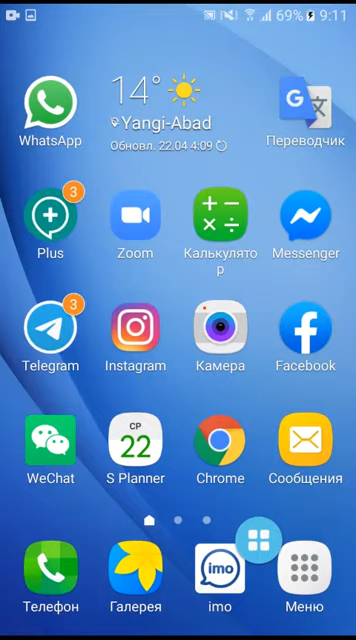 69% 9:11
14°
Yangi-Abad
Обновл. 22.04 4:09
WhatsApp
G 文
Переводчик
3
Plus
Zoom
Калькулято
р
Messenger
3
Telegram
Instagram
Камера
Facebook
СР
22
WeChat
S Planner
Chrome
Сообщения
imo
Телефон
Галерея
imo
Меню